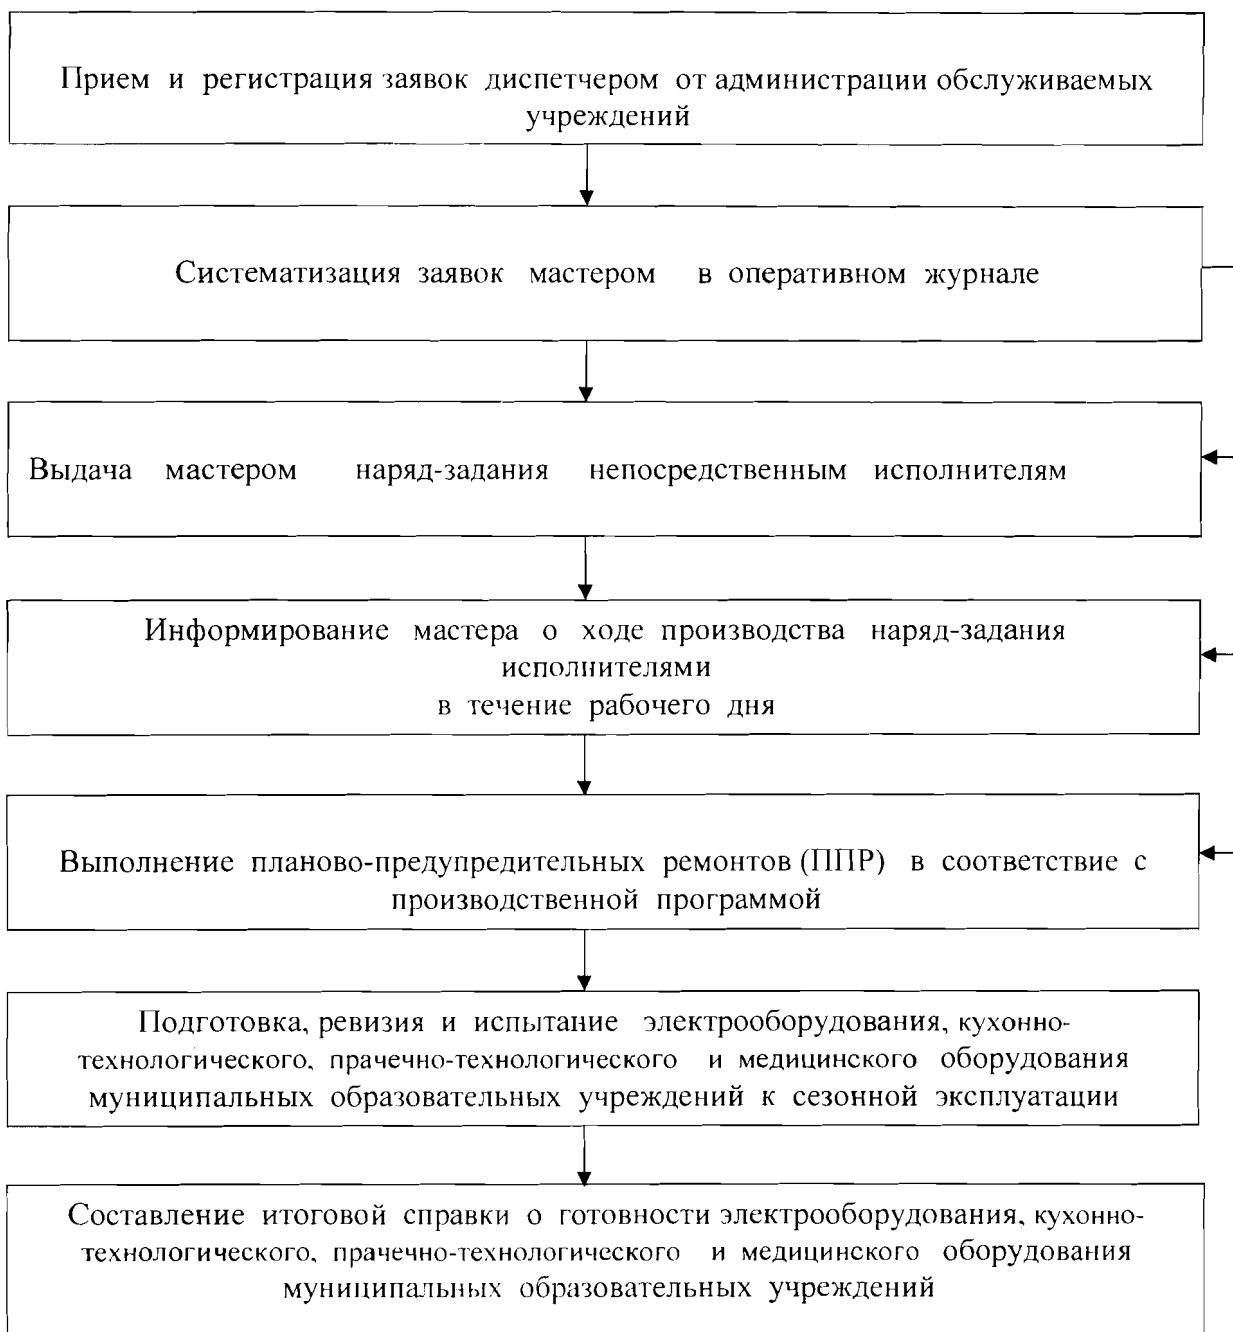 Прием и регистрация заявок диспетчером от администрации обслуживаемых
учреждений
Систематизация заявок мастером в оперативном журнале
Выдача мастером наряд-задания непосредственным исполнителям
Информирование мастера о ходе производства наряд-задания
исполнителями
в течение рабочего дня
Выполнение планово-предупредительных ремонтов (ППР) в соответствие с
производственной программой
Подготовка, ревизия и испытание электрооборудования, кухонно-
технологического, прачечно-технологического и медицинского оборудования
муниципальных образовательных учреждений к сезонной эксплуатации
Составление итоговой справки о готовности электрооборудования, кухонно-
технологического, прачечно-технологического и медицинского оборудования
муниципальных образовательных учреждений